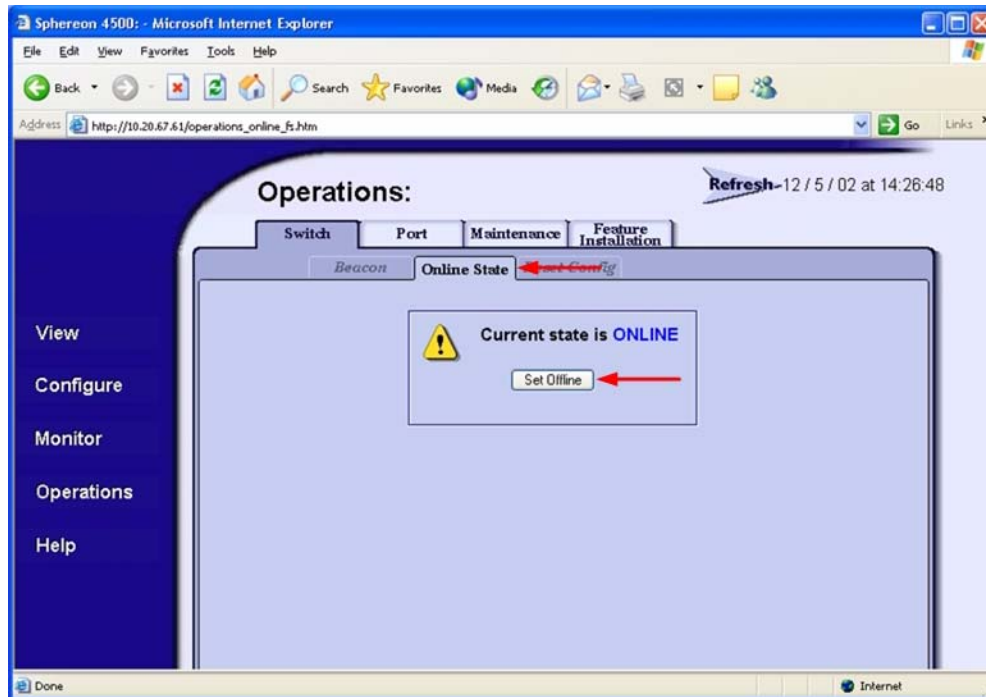 Sphereon 4500: - Microsoft Internet Explorer
File Edit View Favorites Tools Help
Back Search Favorites Media
Address http://10.20.67.61/operations_online_fs.htm Go Links
Operations:
Refresh-12 / 5 / 02 at 14:26:48
Switch Port Maintenance Feature Installation
Beacon Online State Reset Config
View
Configure
Monitor
Operations
Help
Current state is ONLINE
Set Offline
Done Internet